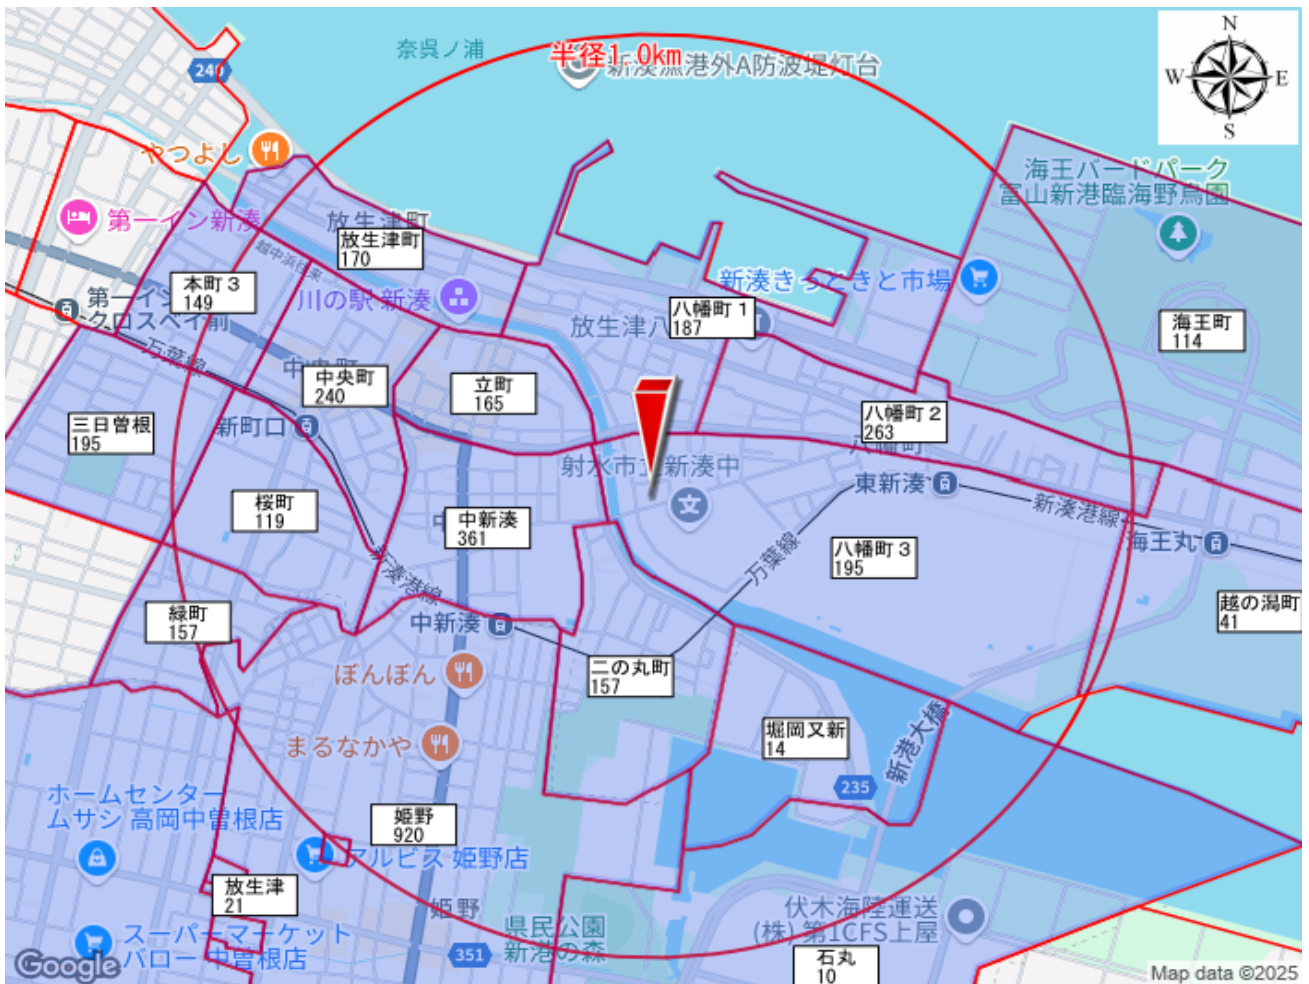 N
W E
S
奈呉ノ浦
半径1.0km
新湊漁港外A防波堤灯台
240
やつよし
第一イン新湊
放生津町
放生津町
170
越中浜往来
海王バードパーク
富山新港臨海野鳥園
本町3
149
川の駅 新湊
新湊きっときと市場
クロスベイ前
万葉線
八幡町1
187
放生津八
海王町
114
中央町
中央町
240
立町
165
三日曽根
195
新町口
八幡町2
263
八幡町
射水市立新湊中
東新湊
新湊港線
桜町
119
中新湊
361
万葉線
八幡町3
195
海王丸
新湊港線
緑町
157
中新湊
越の潟町
41
ぼんぼん
二の丸町
157
まるなかや
堀岡又新
14
新港大橋
235
ホームセンター
ムサシ 高岡中曽根店
姫野
920
アルビス 姫野店
放生津
21
姫野
県民公園
新港の森
伏木海陸運送
(株) 第1CFS上屋
スーパーマーケット
バロー 中曽根店
351
石丸
10
Google
Map data ©2025